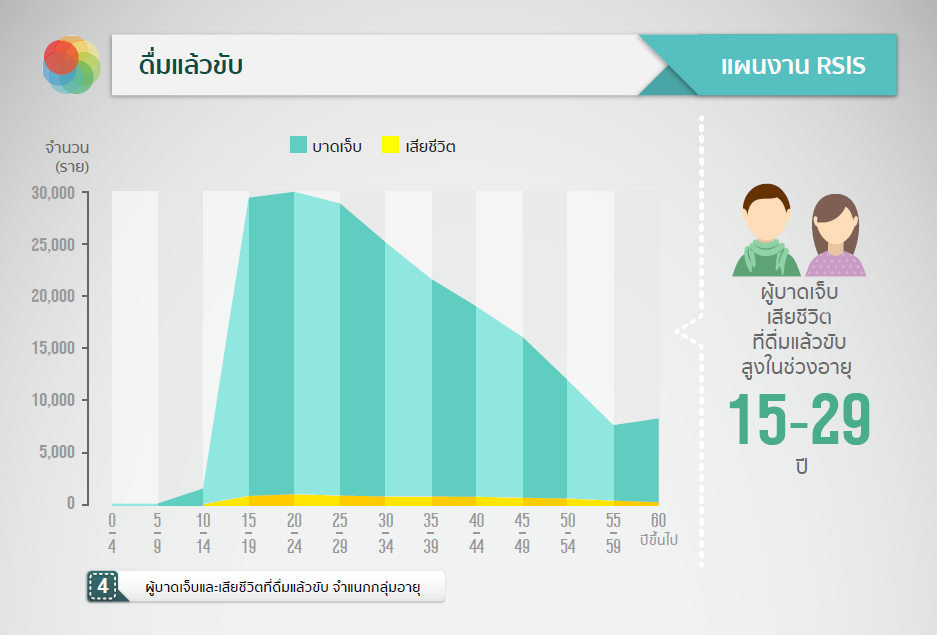 ดื่มแล้วขับ
แผนงาน RSIS
จำนวน
(ราย)
บาดเจ็บ
เสียชีวิต
30,000
25,000
20,000
15,000
10,000
5,000
0
0 - 4
5 - 9
10 - 14
15 - 19
20 - 24
25 - 29
30 - 34
35 - 39
40 - 44
45 - 49
50 - 54
55 - 59
60
ปีขึ้นไป
ผู้บาดเจ็บ
เสียชีวิต
ที่ดื่มแล้วขับ
สูงในช่วงอายุ
15-29
ปี
4
ผู้บาดเจ็บและเสียชีวิตที่ดื่มแล้วขับ จำแนกกลุ่มอายุ